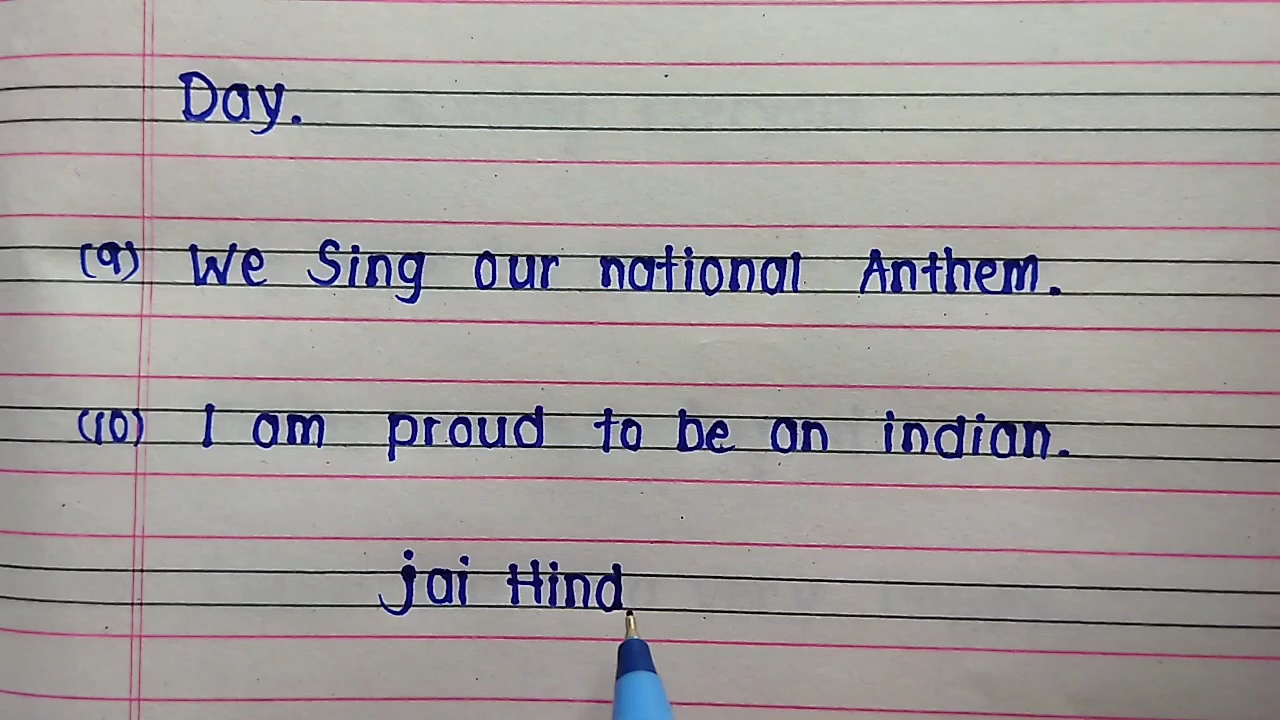 Day.
(9) We Sing our national Anthem.
(10) I am proud to be an indian.
jai Hind